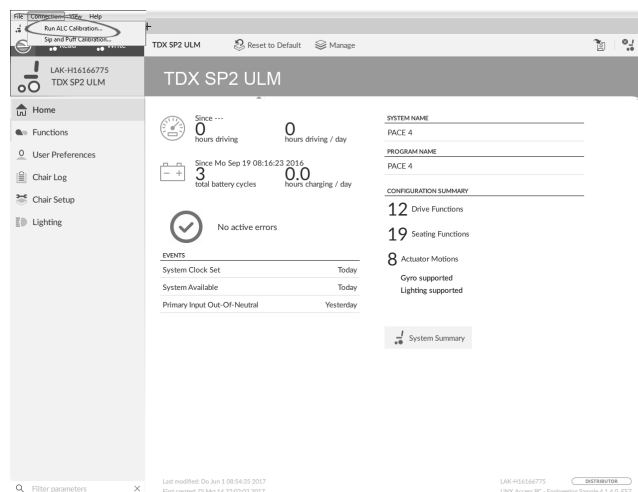 File Connection View Help
Run ALC Calibration...
Sip and Puff Calibration...
Read Write
TDX SP2 ULM
Reset to Default
Manage
LAK-H16166775
TDX SP2 ULM
TDX SP2 ULM
Home
Functions
User Preferences
Chair Log
Chair Setup
Lighting
Filter parameters
Since ---
0 0
hours driving hours driving / day
Since Mo Sep 19 08:16:23 2016
3 0.0
total battery cycles hours charging / day
No active errors
EVENTS
System Clock Set Today
System Available Today
Primary Input Out-Of-Neutral Yesterday
SYSTEM NAME
PACE 4
PROGRAM NAME
PACE 4
CONFIGURATION SUMMARY
12 Drive Functions
19 Seating Functions
8 Actuator Motions
Gyro supported
Lighting supported
System Summary
Last modified: Do Jun 1 08:54:35 2017
LAK-H16166775 DISTRIBUTOR